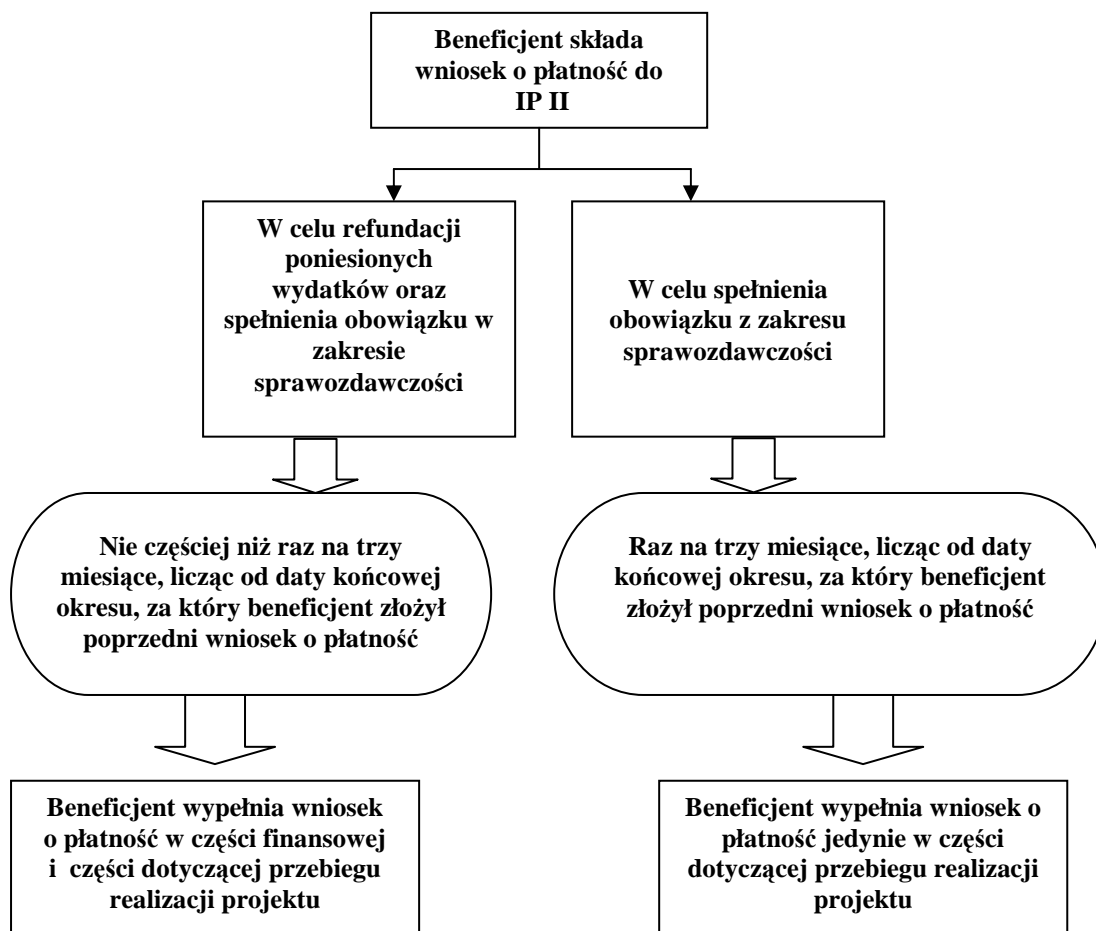 Beneficjent składa
wniosek o płatność do
IP II
W celu refundacji
poniesionych
wydatków oraz
spełnienia obowiązku w
zakresie
sprawozdawczości
W celu spełnienia
obowiązku z zakresu
sprawozdawczości
Nie częściej niż raz na trzy
miesiące, licząc od daty końcowej
okresu, za który beneficjent złożył
poprzedni wniosek o płatność
Raz na trzy miesiące, licząc od daty
końcowej okresu, za który beneficjent
złożył poprzedni wniosek o płatność
Beneficjent wypełnia wniosek
o płatność w części finansowej
i części dotyczącej przebiegu
realizacji projektu
Beneficjent wypełnia wniosek o
płatność jedynie w części
dotyczącej przebiegu realizacji
projektu